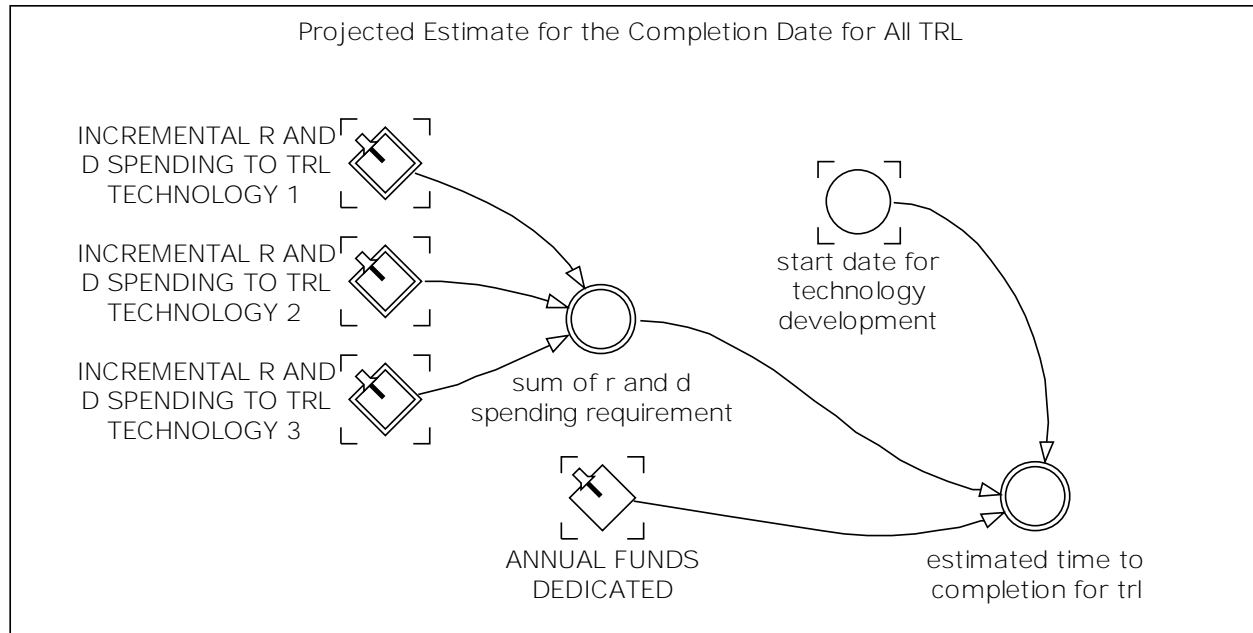 Projected Estimate for the Completion Date for All TRL
INCREMENTAL R AND
D SPENDING TO TRL
TECHNOLOGY 1
INCREMENTAL R AND
D SPENDING TO TRL
TECHNOLOGY 2
INCREMENTAL R AND
D SPENDING TO TRL
TECHNOLOGY 3
start date for
technology
development
sum of r and d
spending requirement
ANNUAL FUNDS
DEDICATED
estimated time to
completion for trl